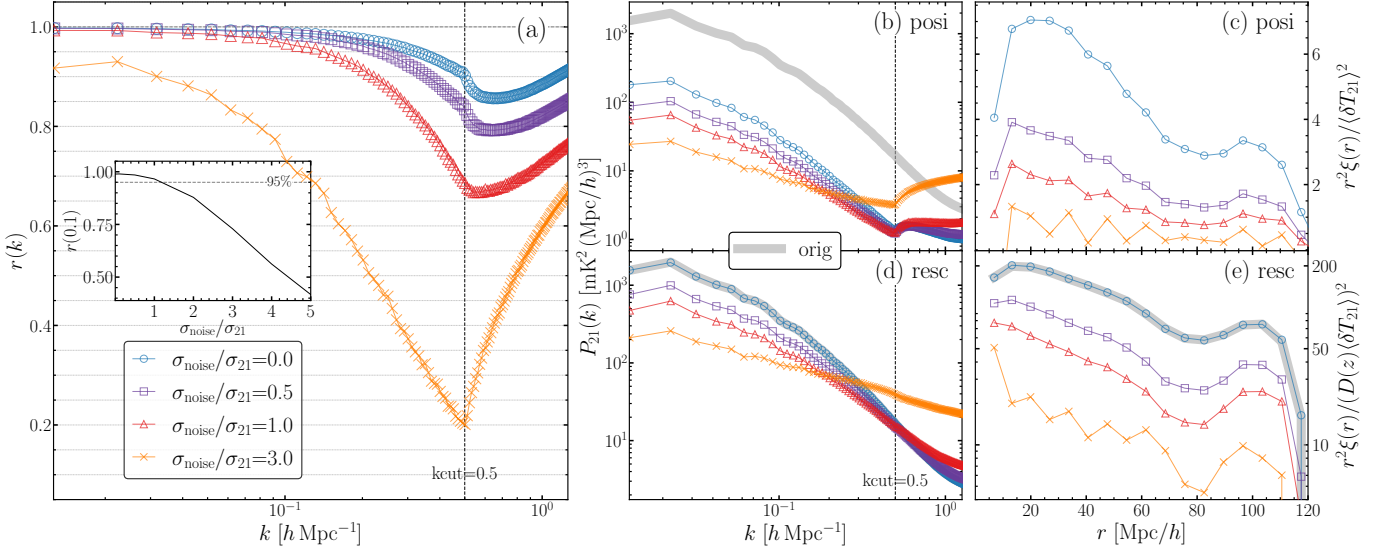 (a)
1.0
0.8
0.6
0.4
0.2
r(k)
1.00
0.75
0.50
r(0.1)
95%
0 1 2 3 4 5
σnoise/σ21
σnoise/σ21=0.0
σnoise/σ21=0.5
σnoise/σ21=1.0
σnoise/σ21=3.0
kcut=0.5
10⁻¹ 10⁰
k [h Mpc⁻¹]
(b) posi
10³
10²
10¹
10⁰
orig
(d) resc
10³
10²
10¹
P21(k) [mK² (Mpc/h)³]
kcut=0.5
10⁻¹ 10⁰
k [h Mpc⁻¹]
(c) posi
6
4
2
r²ξ(r)/⟨δT21⟩²
(e) resc
200
50
10
r²ξ(r)/(D(z)⟨δT21⟩)²
0 20 40 60 80 100 120
r [Mpc/h]